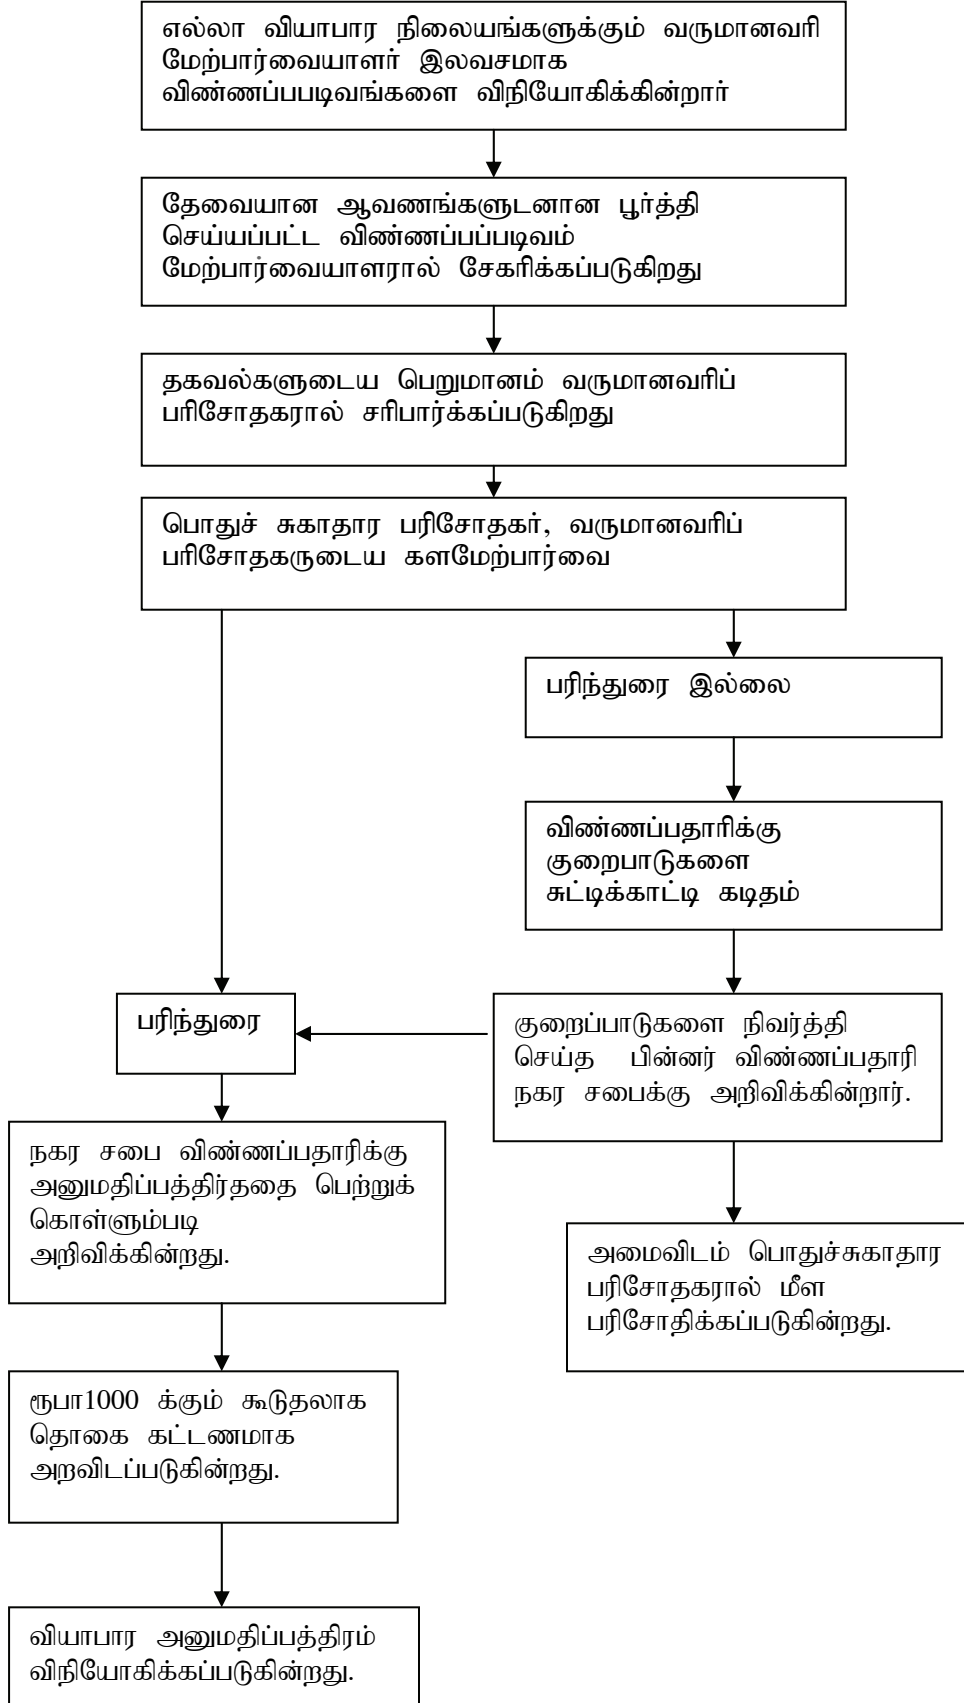 எல்லா வியாபார நிலையங்களுக்கும் வருமானவரி
மேற்பார்வையாளர் இலவசமாக
விண்ணப்பபடிவங்களை விநியோகிக்கின்றார்
தேவையான ஆவணங்களுடனான பூர்த்தி
செய்யப்பட்ட விண்ணப்பப்படிவம்
மேற்பார்வையாளரால் சேகரிக்கப்படுகிறது
தகவல்களுடைய பெறுமானம் வருமானவரிப்
பரிசோதகரால் சரிபார்க்கப்படுகிறது
பொதுச் சுகாதார பரிசோதகர், வருமானவரிப்
பரிசோதகருடைய களமேற்பார்வை
பரிந்துரை இல்லை
விண்ணப்பதாரிக்கு
குறைபாடுகளை
சுட்டிக்காட்டி கடிதம்
பரிந்துரை
குறைப்பாடுகளை நிவர்த்தி
செய்த பின்னர் விண்ணப்பதாரி
நகர சபைக்கு அறிவிக்கின்றார்.
நகர சபை விண்ணப்பதாரிக்கு
அனுமதிப்பத்திர்ததை பெற்றுக்
கொள்ளும்படி
அறிவிக்கின்றது.
அமைவிடம் பொதுச்சுகாதார
பரிசோதகரால் மீள
பரிசோதிக்கப்படுகின்றது.
ரூபா1000 க்கும் கூடுதலாக
தொகை கட்டணமாக
அறவிடப்படுகின்றது.
வியாபார அனுமதிப்பத்திரம்
விநியோகிக்கப்படுகின்றது.